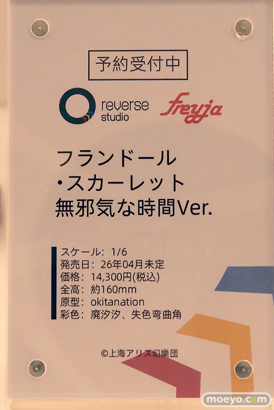 予約受付中
reverse
studio
freyja
フランドール
・スカーレット
無邪気な時間Ver.
スケール：1/6
発売日：26年04月未定
価格：14,300円(税込)
全高：約160mm
原型：okitanation
彩色：廃汐汐、失色弯曲角
©上海アリス幻樂団
moeyo.com